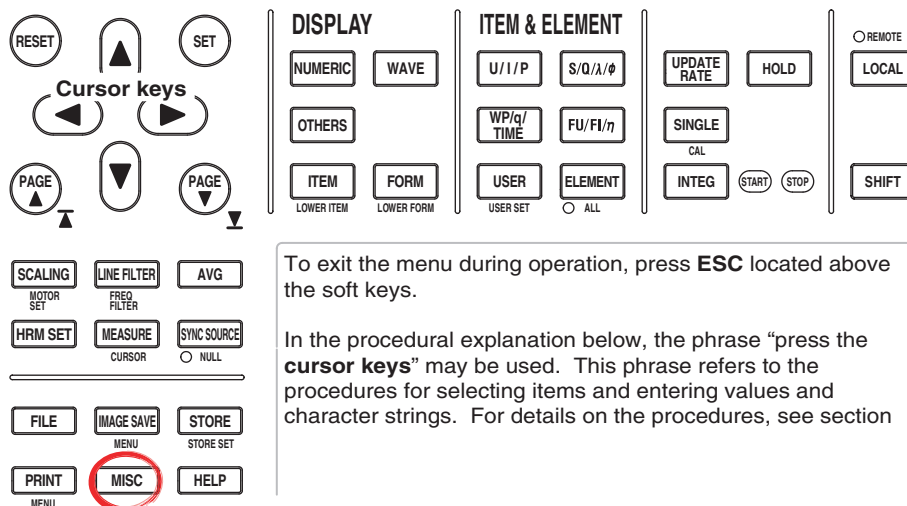 RESET
SET
Cursor keys
PAGE
PAGE
DISPLAY
NUMERIC WAVE
OTHERS
ITEM FORM
LOWER ITEM LOWER FORM
ITEM & ELEMENT
U/I/P S/Q/λ/ϕ
WP/q/
TIME
FU/FI/η
USER ELEMENT
USER SET ALL
UPDATE
RATE
HOLD
SINGLE
CAL
INTEG START STOP
REMOTE
LOCAL
SHIFT
SCALING LINE FILTER AVG
MOTOR
SET
FREQ
FILTER
HRM SET MEASURE SYNC SOURCE
CURSOR NULL
FILE IMAGE SAVE STORE
MENU STORE SET
PRINT MISC HELP
MENU
To exit the menu during operation, press ESC located above
the soft keys.
In the procedural explanation below, the phrase “press the
cursor keys” may be used. This phrase refers to the
procedures for selecting items and entering values and
character strings. For details on the procedures, see section